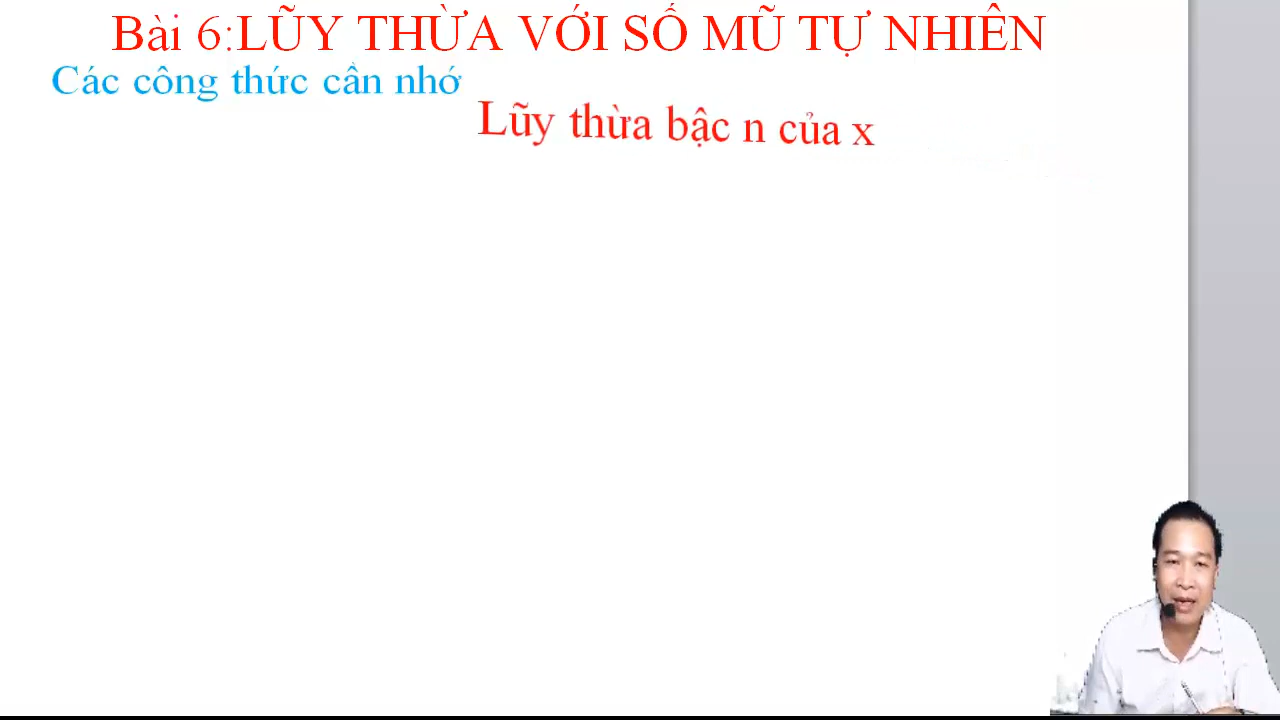 Bài 6:LŨY THỪA VỚI SỐ MŨ TỰ NHIÊN
Các công thức cần nhớ
Lũy thừa bậc n của x